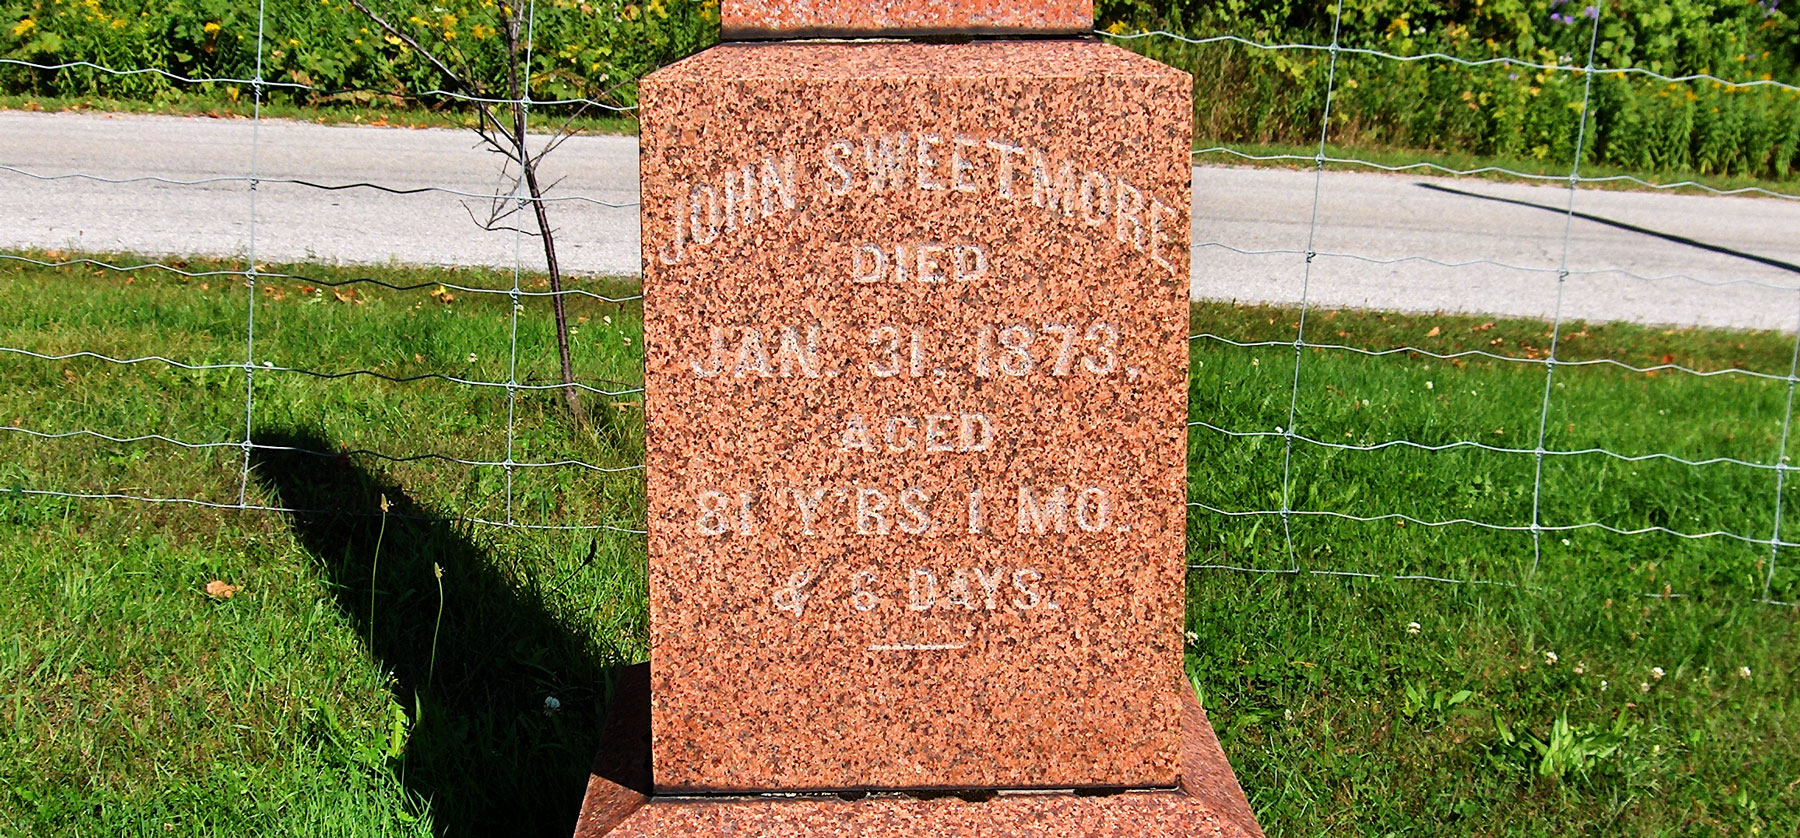 JOHN SWEETMORE
DIED
JAN. 31. 1873.
AGED
81 Y'RS 1 MO.
& 6 DAYS.